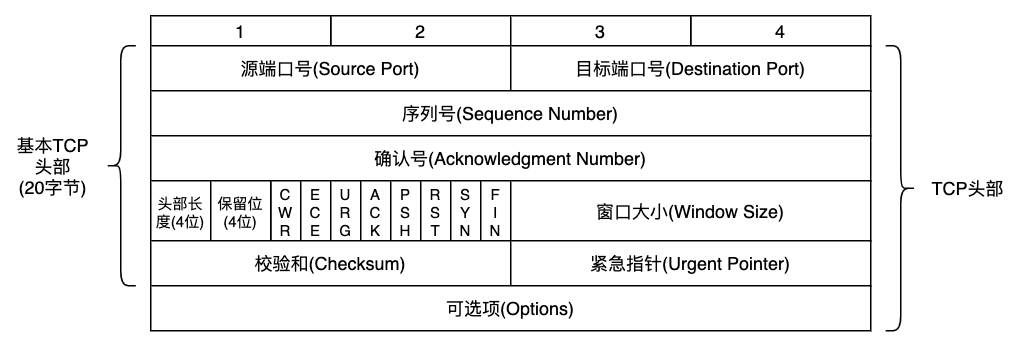 1 2 3 4
源端口号(Source Port) 目标端口号(Destination Port)
序列号(Sequence Number)
基本TCP
头部
(20字节)
确认号(Acknowledgment Number)
TCP头部
头部长
度(4位)
保留位
(4位)
CWR
ECE
URG
ACK
PSH
RST
SYN
FIN
窗口大小(Window Size)
校验和(Checksum) 紧急指针(Urgent Pointer)
可选项(Options)